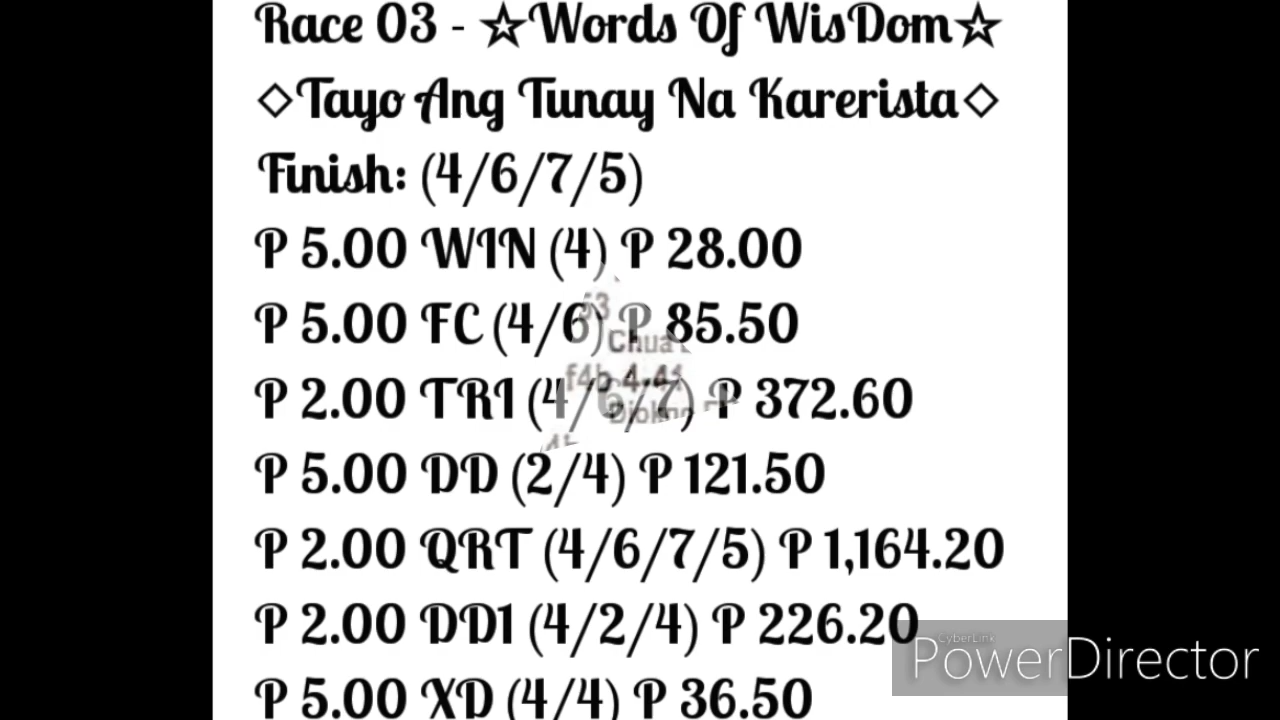 Race 03 - ☆Words Of WisDom☆
◇Tayo Ang Tunay Na Karerista◇
Finish: (4/6/7/5)
P 5.00 WIN (4) P 28.00
P 5.00 FC (4/6) P 85.50
P 2.00 TRI (4/6/7) P 372.60
P 5.00 DD (2/4) P 121.50
P 2.00 QRT (4/6/7/5) P 1,164.20
P 2.00 DD1 (4/2/4) P 226.20
P 5.00 XD (4/4) P 36.50
Chua
CyberLink
PowerDirector